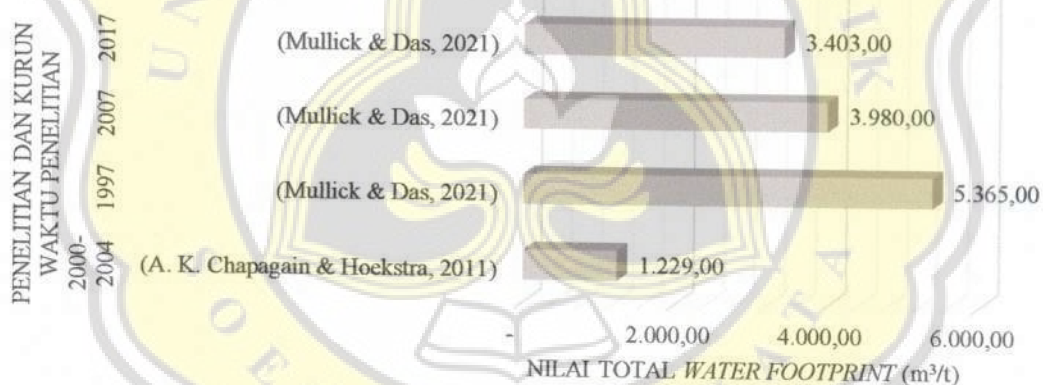 PENELITIAN DAN KURUN
WAKTU PENELITIAN
2017
(Mullick & Das, 2021)
3.403,00
2007
(Mullick & Das, 2021)
3.980,00
1997
(Mullick & Das, 2021)
5.365,00
2000-
2004
(A. K. Chapagain & Hoekstra, 2011)
1.229,00
-
2.000,00
4.000,00
6.000,00
NILAI TOTAL WATER FOOTPRINT (m³/t)
U N
I K
S O E
A T A